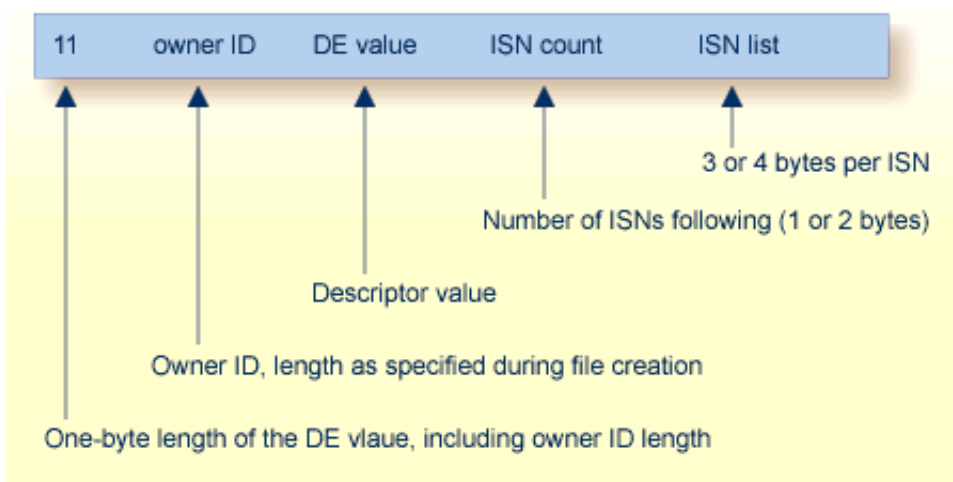 11 owner ID DE value ISN count ISN list
3 or 4 bytes per ISN
Number of ISNs following (1 or 2 bytes)
Descriptor value
Owner ID, length as specified during file creation
One-byte length of the DE vlaue, including owner ID length